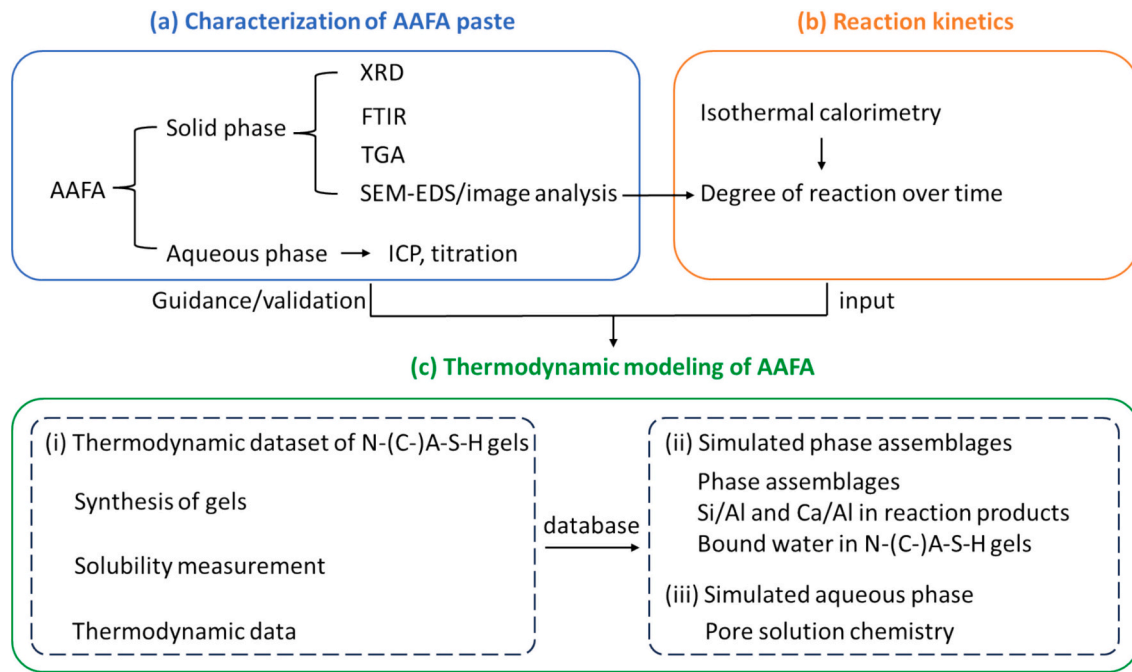 (a) Characterization of AAFA paste
(b) Reaction kinetics
AAFA
Solid phase
XRD
FTIR
TGA
SEM-EDS/image analysis
Aqueous phase
ICP, titration
Isothermal calorimetry
Degree of reaction over time
Guidance/validation
input
(c) Thermodynamic modeling of AAFA
(i) Thermodynamic dataset of N-(C-)A-S-H gels
Synthesis of gels
Solubility measurement
Thermodynamic data
database
(ii) Simulated phase assemblages
Phase assemblages
Si/Al and Ca/Al in reaction products
Bound water in N-(C-)A-S-H gels
(iii) Simulated aqueous phase
Pore solution chemistry